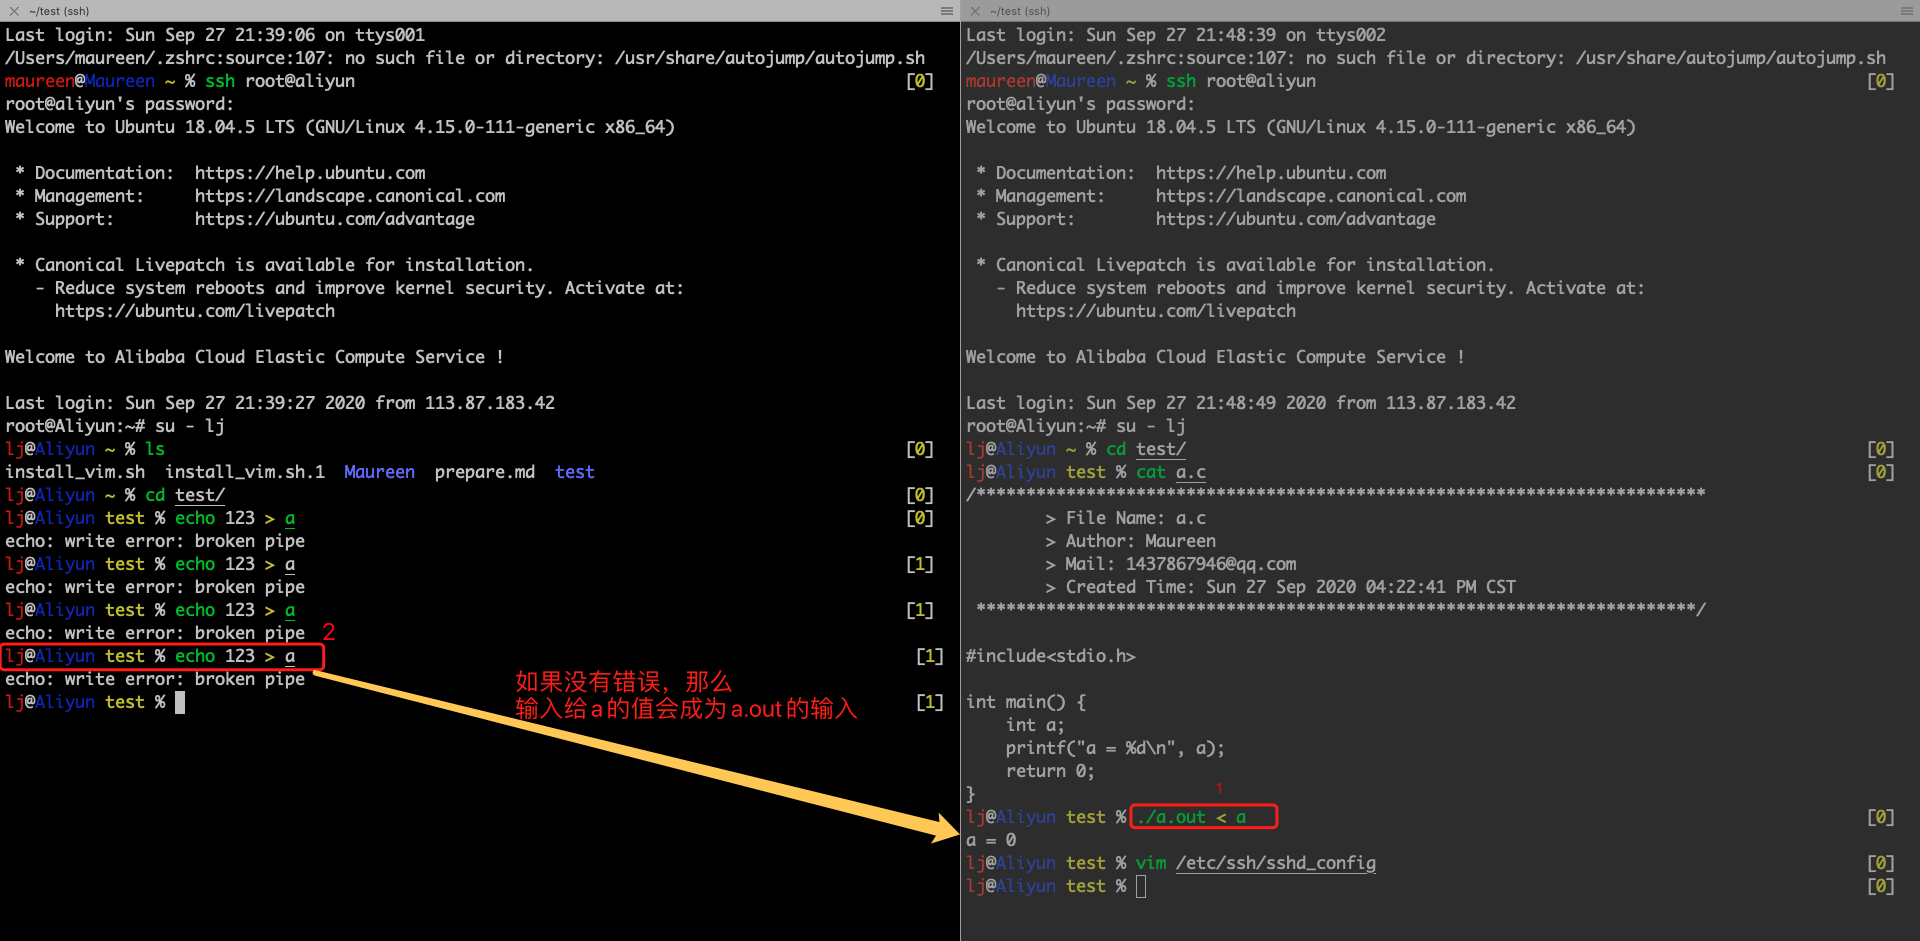 ~/test (ssh)
Last login: Sun Sep 27 21:39:06 on ttys001
/Users/maureen/.zshrc:source:107: no such file or directory: /usr/share/autojump/autojump.sh
maureen@Maureen ~ % ssh root@aliyun [0]
root@aliyun's password:
Welcome to Ubuntu 18.04.5 LTS (GNU/Linux 4.15.0-111-generic x86_64)
* Documentation: https://help.ubuntu.com
* Management: https://landscape.canonical.com
* Support: https://ubuntu.com/advantage
* Canonical Livepatch is available for installation.
- Reduce system reboots and improve kernel security. Activate at:
https://ubuntu.com/livepatch
Welcome to Alibaba Cloud Elastic Compute Service !
Last login: Sun Sep 27 21:39:27 2020 from 113.87.183.42
root@Aliyun:~# su - lj
lj@Aliyun ~ % ls [0]
install_vim.sh install_vim.sh.1 Maureen prepare.md test
lj@Aliyun ~ % cd test/ [0]
lj@Aliyun test % echo 123 > a [0]
echo: write error: broken pipe
lj@Aliyun test % echo 123 > a [1]
echo: write error: broken pipe
lj@Aliyun test % echo 123 > a [1]
echo: write error: broken pipe 2
lj@Aliyun test % echo 123 > a [1]
echo: write error: broken pipe
lj@Aliyun test % [1]
如果没有错误，那么
输入给a的值会成为a.out的输入
~/test (ssh)
Last login: Sun Sep 27 21:48:39 on ttys002
/Users/maureen/.zshrc:source:107: no such file or directory: /usr/share/autojump/autojump.sh
maureen@Maureen ~ % ssh root@aliyun [0]
root@aliyun's password:
Welcome to Ubuntu 18.04.5 LTS (GNU/Linux 4.15.0-111-generic x86_64)
* Documentation: https://help.ubuntu.com
* Management: https://landscape.canonical.com
* Support: https://ubuntu.com/advantage
* Canonical Livepatch is available for installation.
- Reduce system reboots and improve kernel security. Activate at:
https://ubuntu.com/livepatch
Welcome to Alibaba Cloud Elastic Compute Service !
Last login: Sun Sep 27 21:48:49 2020 from 113.87.183.42
root@Aliyun:~# su - lj
lj@Aliyun ~ % cd test/ [0]
lj@Aliyun test % cat a.c [0]
/*************************************************************************
> File Name: a.c
> Author: Maureen
> Mail: 1437867946@qq.com
> Created Time: Sun 27 Sep 2020 04:22:41 PM CST
************************************************************************/
#include<stdio.h>
int main() {
int a;
printf("a = %d\n", a);
return 0;
}
1
lj@Aliyun test % ./a.out < a [0]
a = 0
lj@Aliyun test % vim /etc/ssh/sshd_config [0]
lj@Aliyun test % [0]